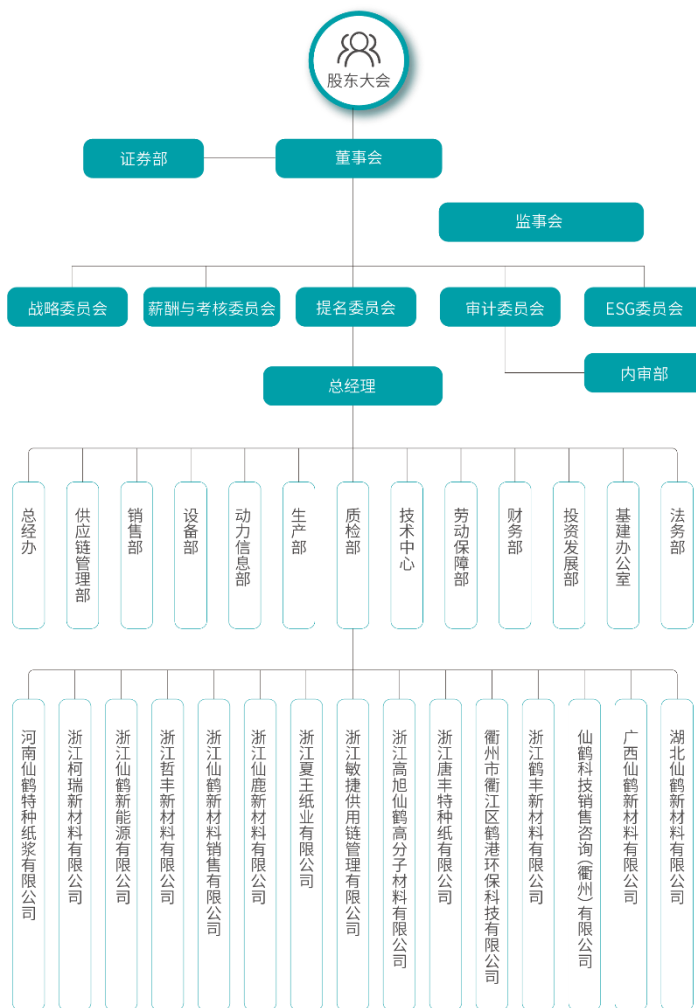 股东大会
证券部
董事会
监事会
战略委员会
薪酬与考核委员会
提名委员会
审计委员会
ESG委员会
内审部
总经理
总经办
供应链管理部
销售部
设备部
动力信息部
生产部
质检部
技术中心
劳动保障部
财务部
投资发展部
基建办公室
法务部
河南仙鹤特种纸浆有限公司
浙江柯瑞新材料有限公司
浙江仙鹤新能源有限公司
浙江哲丰新材料有限公司
浙江仙鹤新材料销售有限公司
浙江仙鹿新材料有限公司
浙江夏王纸业有限公司
浙江敏捷供用链管理有限公司
浙江高旭仙鹤高分子材料有限公司
浙江唐丰特种纸有限公司
衢州市衢江区鹤港环保科技有限公司
浙江鹤丰新材料有限公司
仙鹤科技销售咨询(衢州)有限公司
广西仙鹤新材料有限公司
湖北仙鹤新材料有限公司